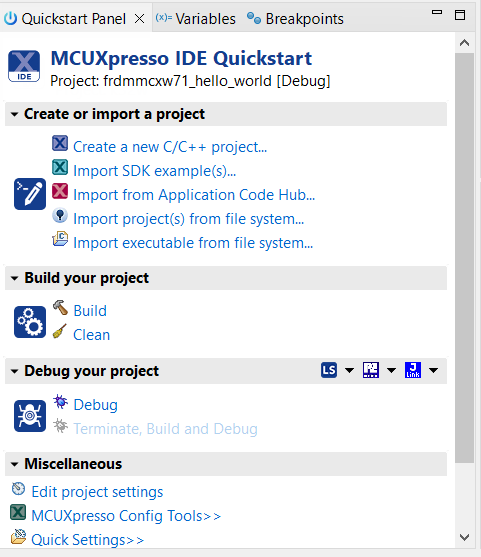 Quickstart Panel (x)= Variables Breakpoints
MCUXpresso IDE Quickstart
IDE
Project: frdmmcxw71_hello_world [Debug]
Create or import a project
Create a new C/C++ project...
Import SDK example(s)...
Import from Application Code Hub...
Import project(s) from file system...
Import executable from file system...
Build your project
Build
Clean
Debug your project LS J Link
Debug
Terminate, Build and Debug
Miscellaneous
Edit project settings
MCUXpresso Config Tools>>
Quick Settings>>